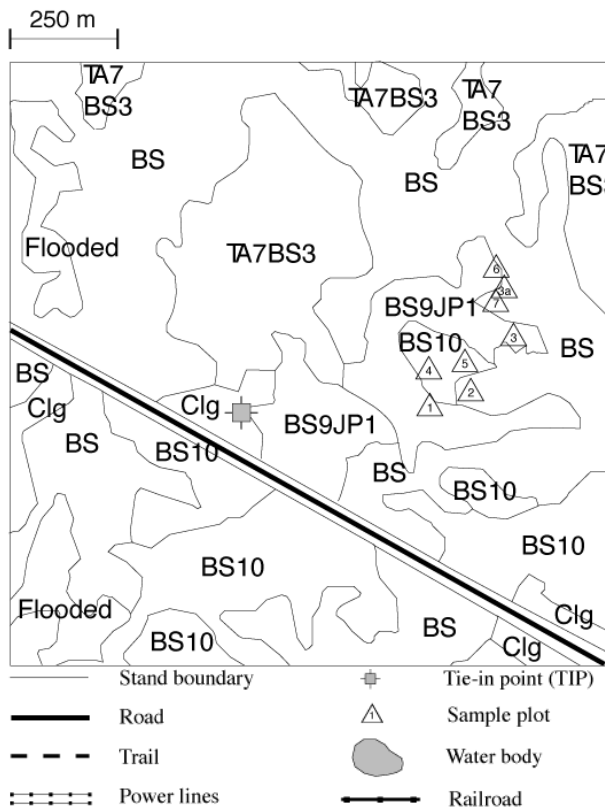 250 m
TA7
BS3
TA7BS3
TA7
BS3
BS
BS
TA7
BS3
Flooded
TA7BS3
6
3a
BS9JP1
7
BS10
3
BS
BS
4
5
Clg
Clg
2
1
BS9JP1
BS
BS10
BS
BS10
BS10
BS10
Flooded
Clg
BS10
BS
Clg
Stand boundary
Tie-in point (TIP)
Road
1
Sample plot
Trail
Water body
Power lines
Railroad